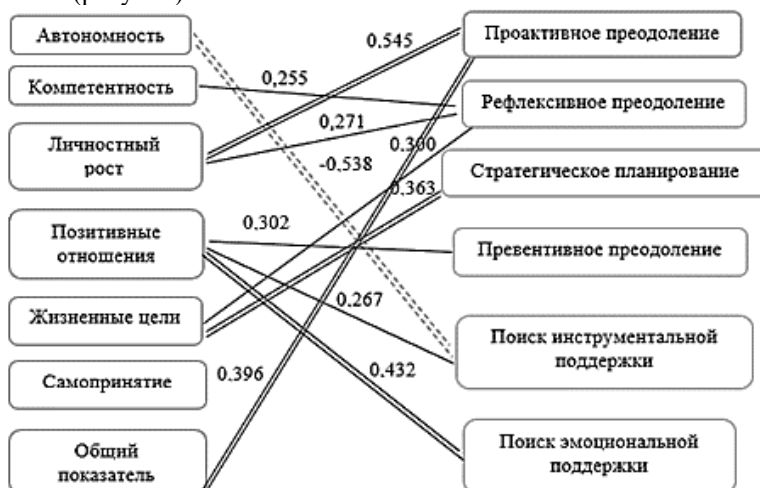 Автономность
Компетентность
Личностный
рост
Позитивные
отношения
Жизненные цели
Самопринятие
Общий
показатель
0,545
0,255
0,271
0,300
-0,538
0,363
0,302
0,267
0,396
0,432
Проактивное преодоление
Рефлексивное преодоление
Стратегическое планирование
Превентивное преодоление
Поиск инструментальной
поддержки
Поиск эмоциональной
поддержки